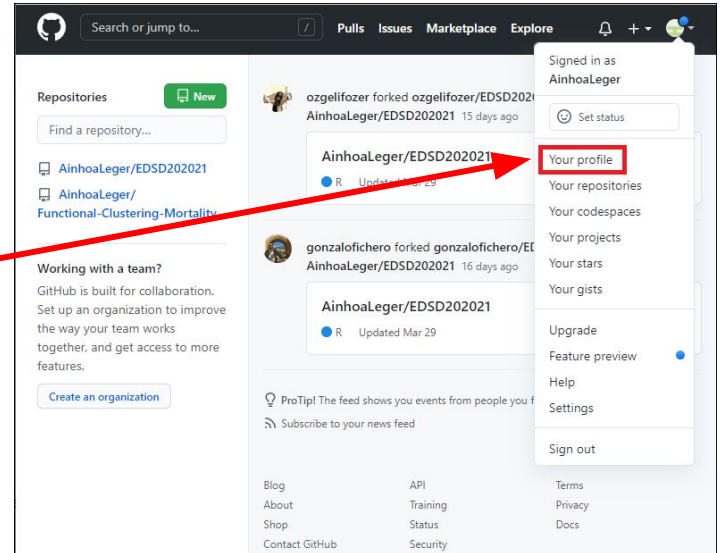 Search or jump to...
/
Pulls Issues Marketplace Explore
Repositories
New
Find a repository...
AinhoaLeger/EDSD202021
AinhoaLeger/
Functional-Clustering-Mortality
Working with a team?
GitHub is built for collaboration.
Set up an organization to improve
the way your team works
together, and get access to more
features.
Create an organization
ozgelifozer forked ozgelifozer/EDSD202
AinhoaLeger/EDSD202021 15 days ago
AinhoaLeger/EDSD202021
R Updated Mar 29
gonzalofichero forked gonzalofichero/ED
AinhoaLeger/EDSD202021 16 days ago
AinhoaLeger/EDSD202021
R Updated Mar 29
ProTip! The feed shows you events from people you f
Subscribe to your news feed
Blog API Terms
About Training Privacy
Shop Status Docs
Contact GitHub Security
Signed in as
AinhoaLeger
Set status
Your profile
Your repositories
Your codespaces
Your projects
Your stars
Your gists
Upgrade
Feature preview
Help
Settings
Sign out